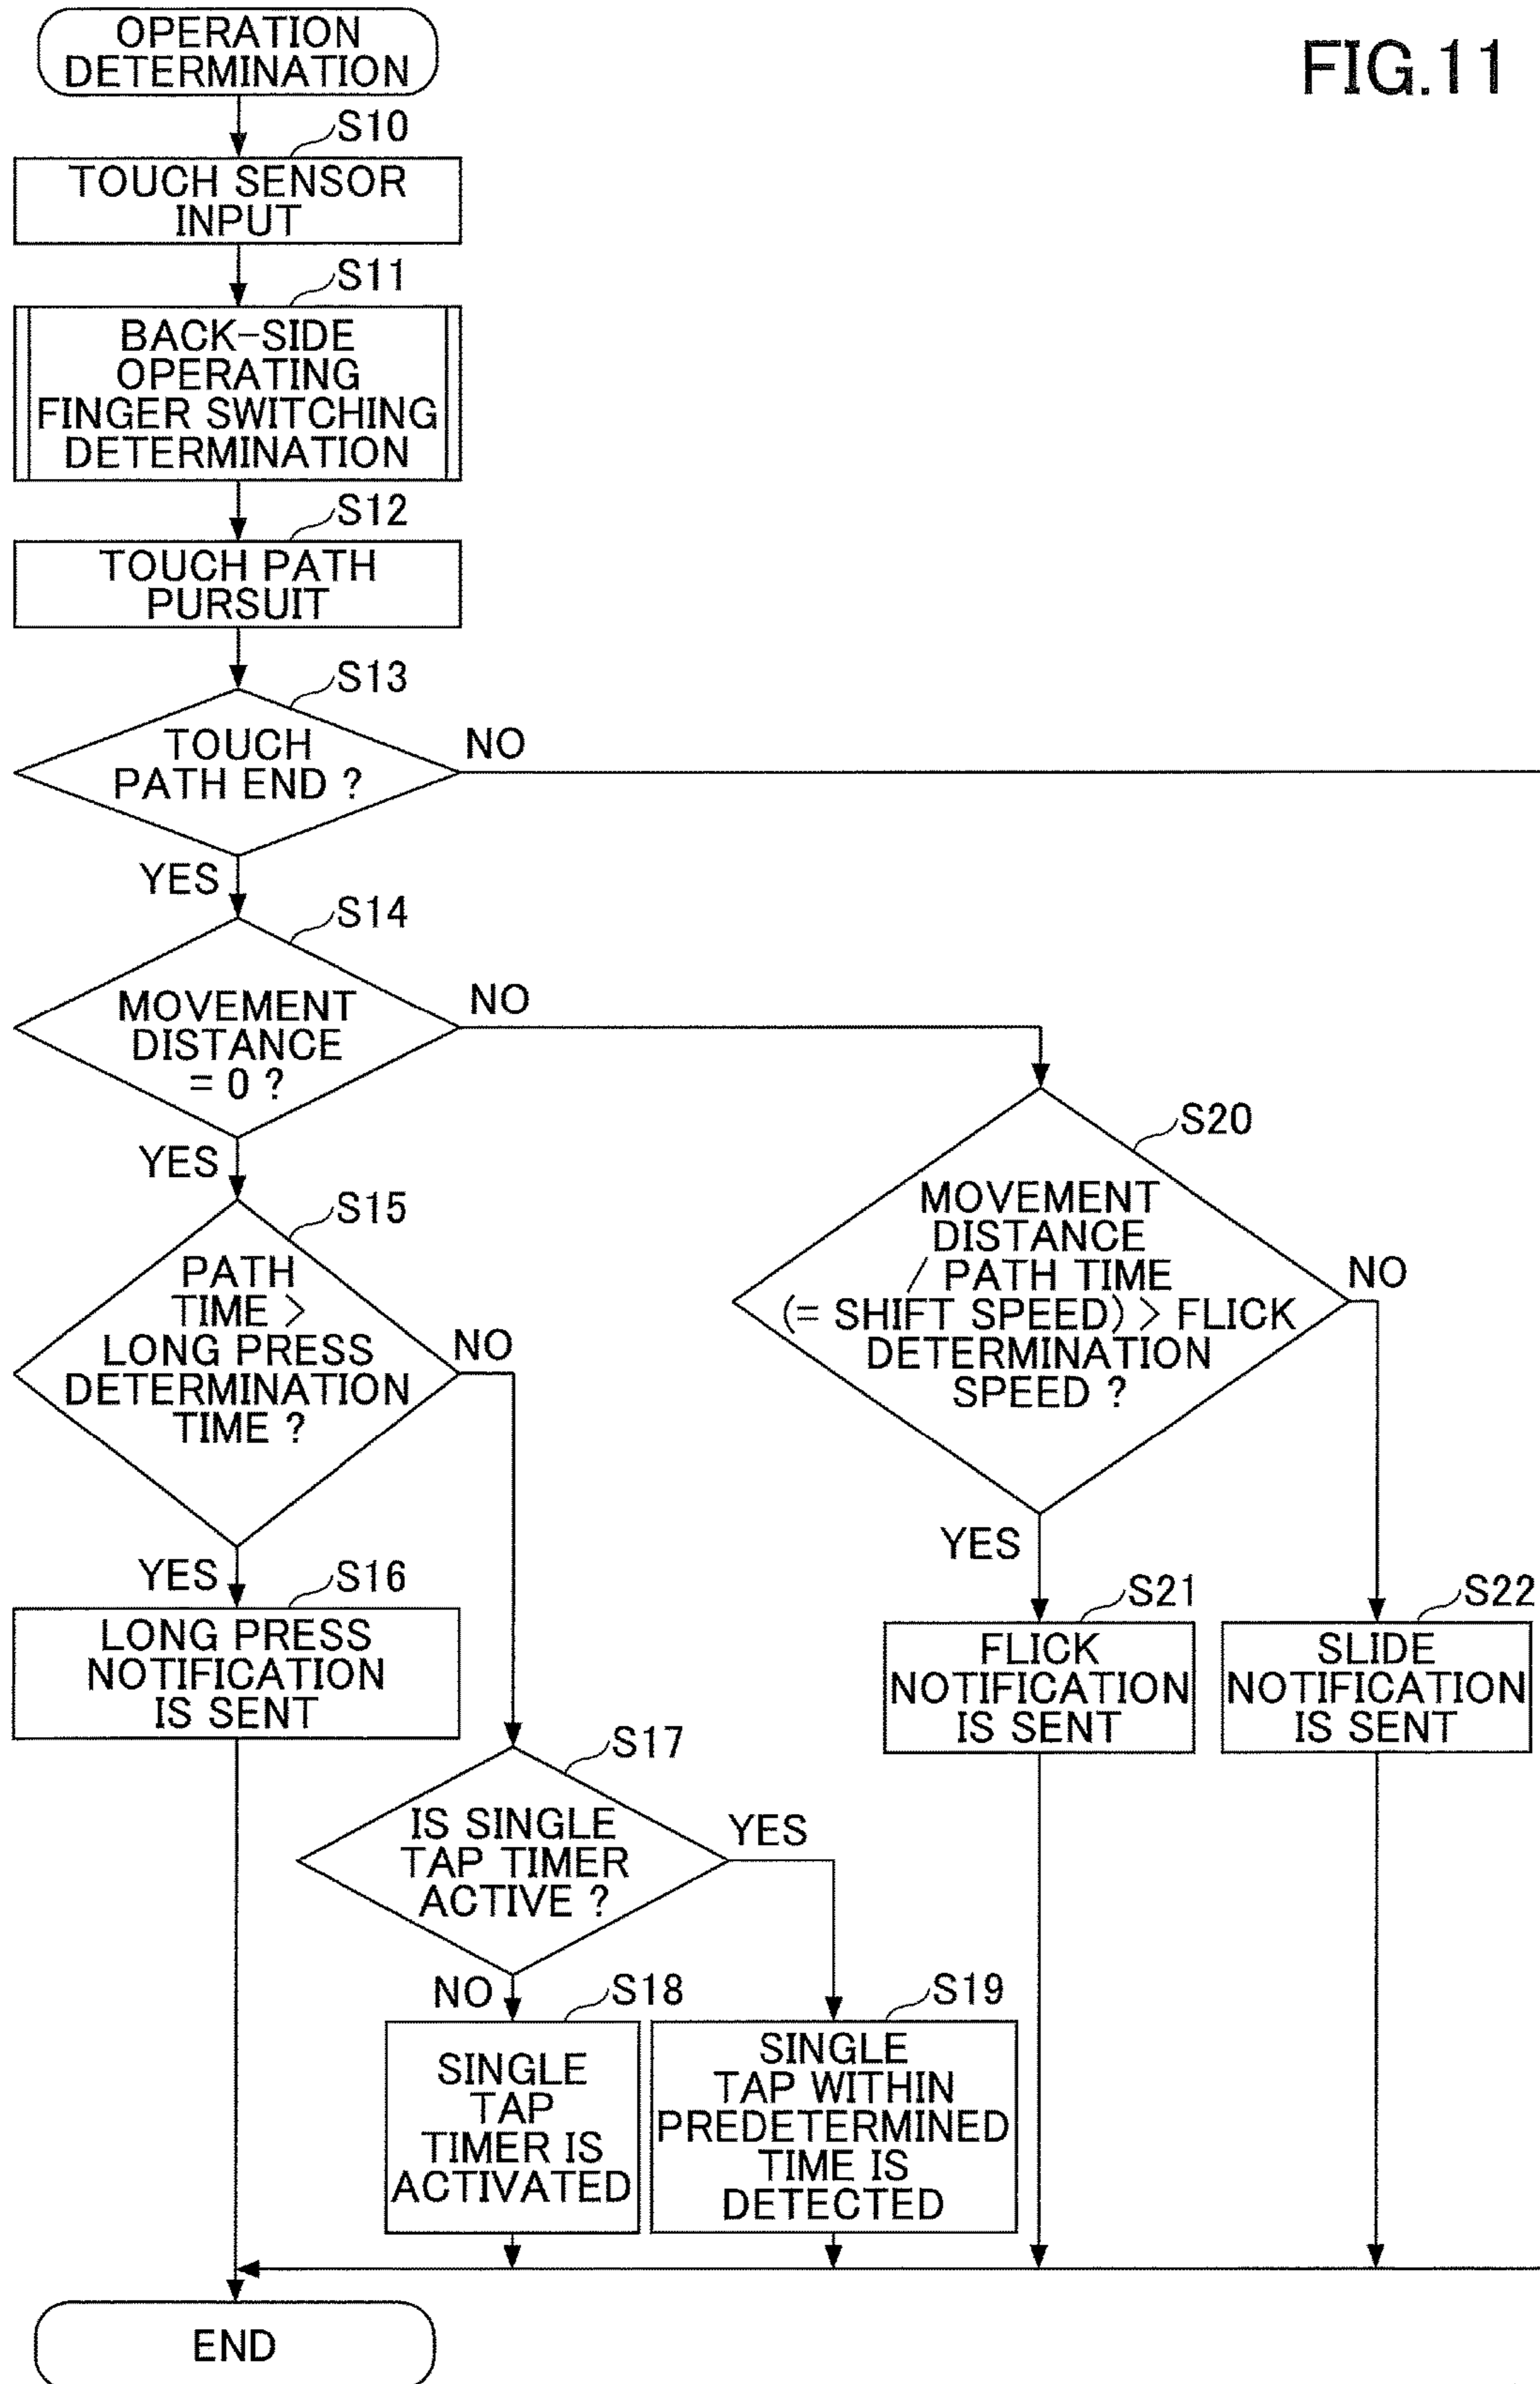 FIG.11
OPERATION
DETERMINATION
S10
TOUCH SENSOR
INPUT
S11
BACK-SIDE
OPERATING
FINGER SWITCHING
DETERMINATION
S12
TOUCH PATH
PURSUIT
S13
TOUCH
PATH END ?
NO
YES
S14
MOVEMENT
DISTANCE
= 0 ?
NO
YES
S15
PATH
TIME >
LONG PRESS
DETERMINATION
TIME ?
NO
YES
S16
LONG PRESS
NOTIFICATION
IS SENT
S17
IS SINGLE
TAP TIMER
ACTIVE ?
YES
NO
S18
SINGLE
TAP
TIMER IS
ACTIVATED
S19
SINGLE
TAP WITHIN
PREDETERMINED
TIME IS
DETECTED
S20
MOVEMENT
DISTANCE
/ PATH TIME
(= SHIFT SPEED) > FLICK
DETERMINATION
SPEED ?
NO
YES
S21
FLICK
NOTIFICATION
IS SENT
S22
SLIDE
NOTIFICATION
IS SENT
END